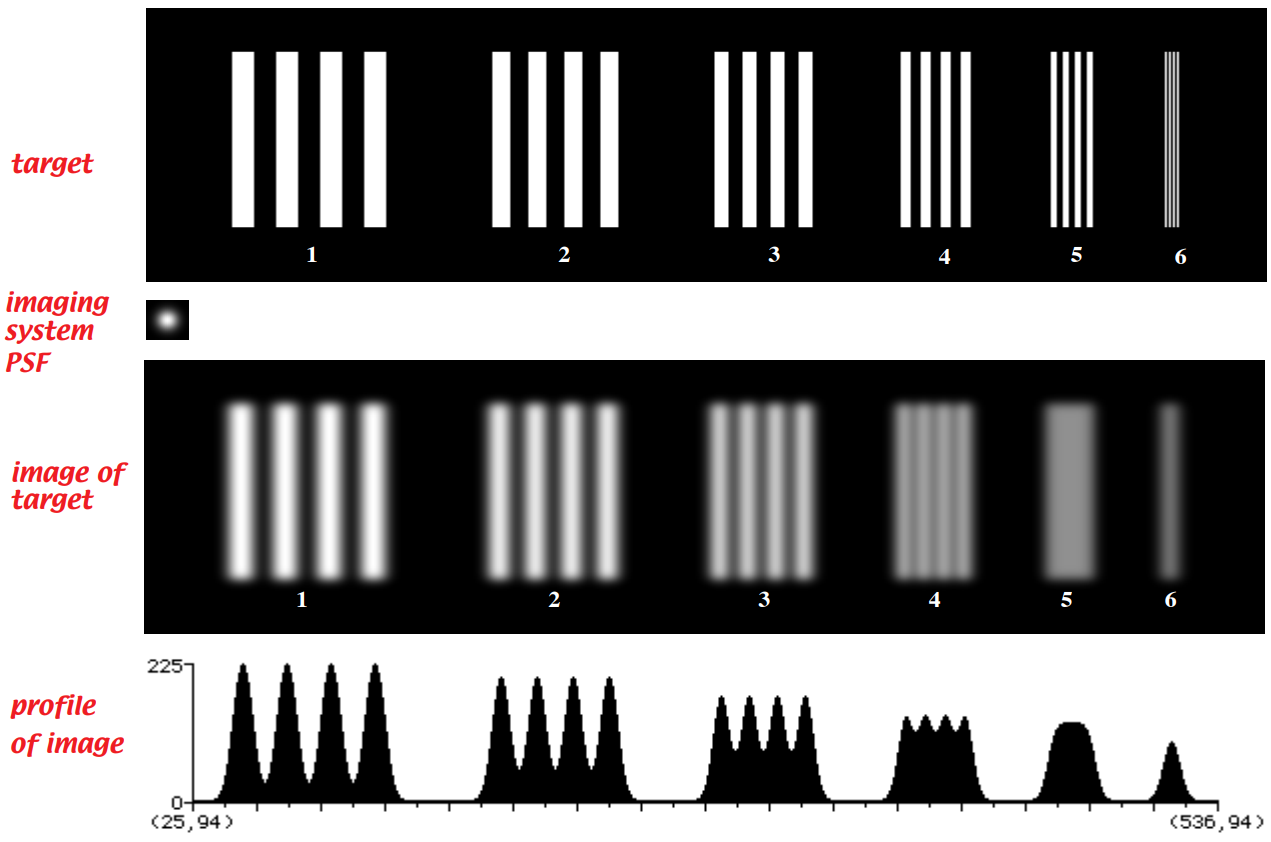 target
1 2 3 4 5 6
imaging
system
PSF
image of
target
1 2 3 4 5 6
225
profile
of image
0
(25,94) (536,94)